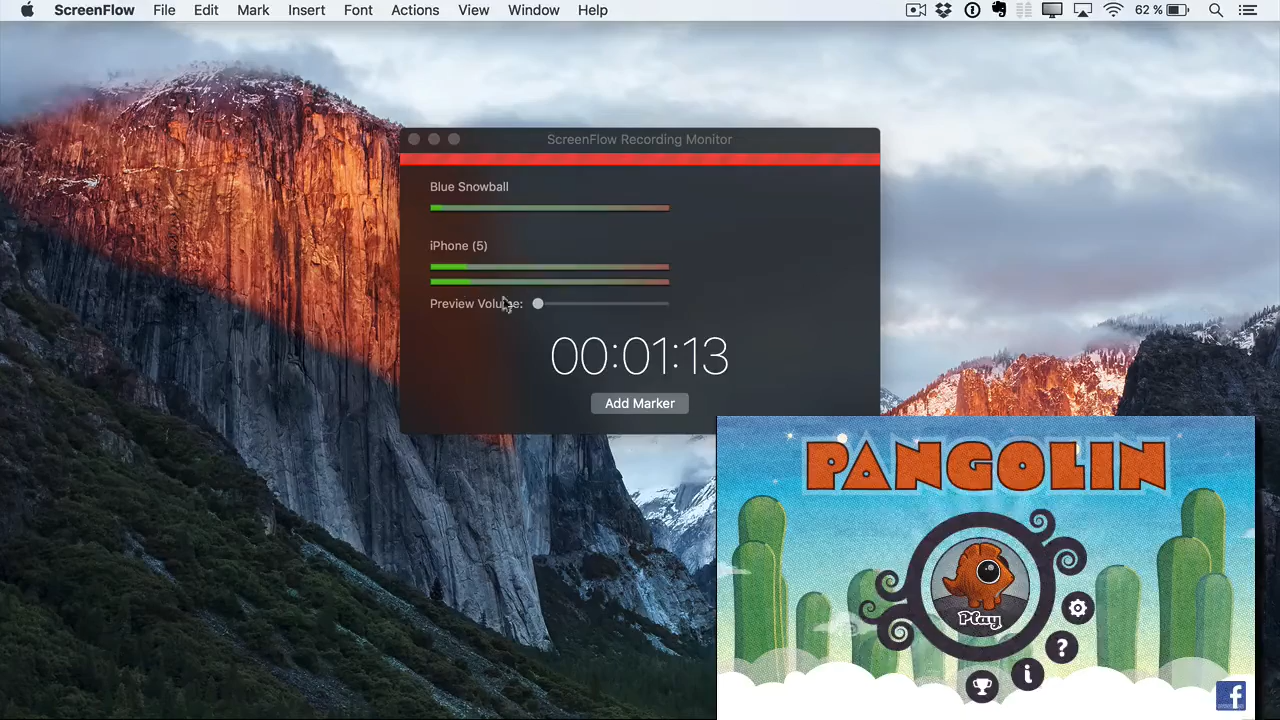 ScreenFlow File Edit Mark Insert Font Actions View Window Help 62 %
ScreenFlow Recording Monitor
Blue Snowball
iPhone (5)
Preview Volume:
00:01:13
Add Marker
PANGOLIN
Play
?
i
f